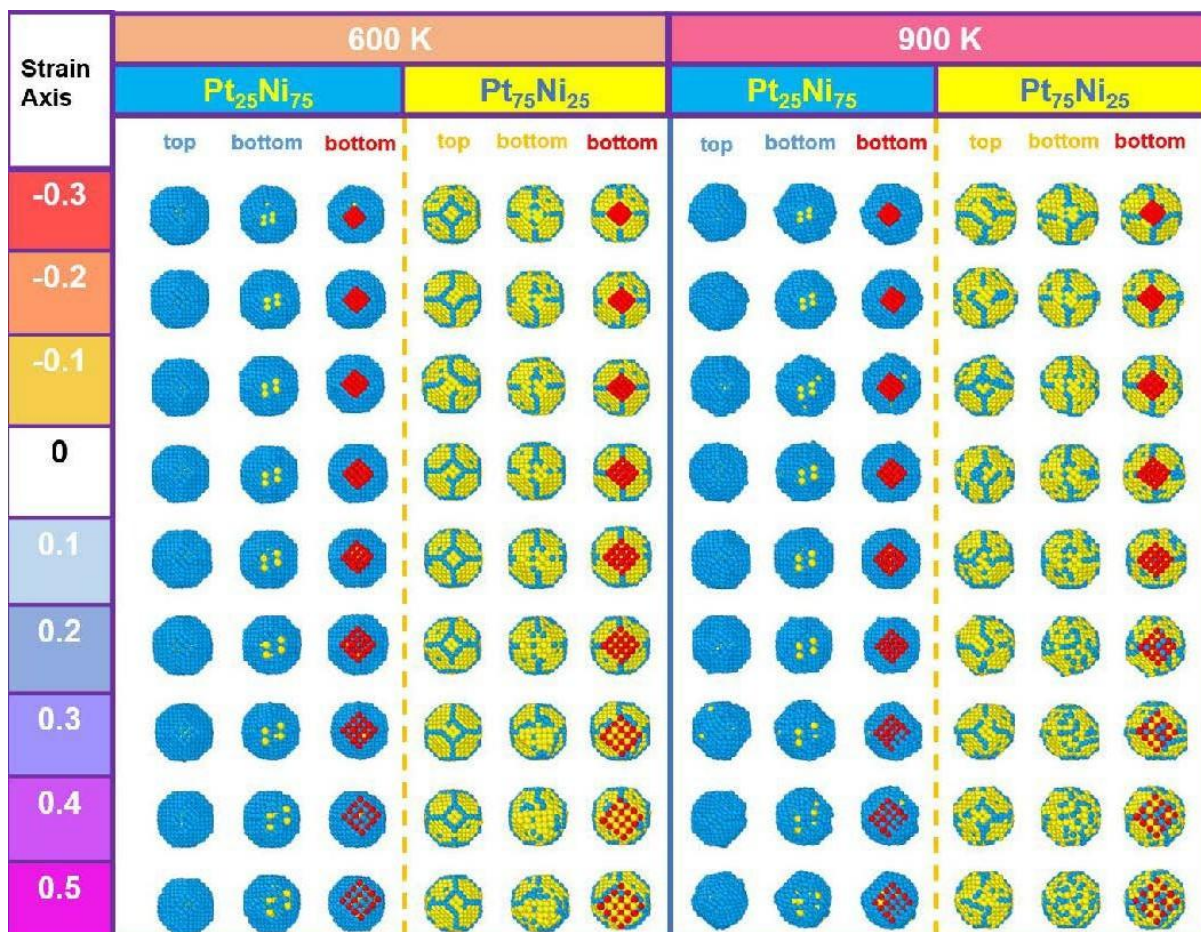 Strain
Axis
600 K
900 K
Pt25Ni75
Pt75Ni25
Pt25Ni75
Pt75Ni25
top bottom bottom top bottom bottom top bottom bottom top bottom bottom
-0.3
-0.2
-0.1
0
0.1
0.2
0.3
0.4
0.5